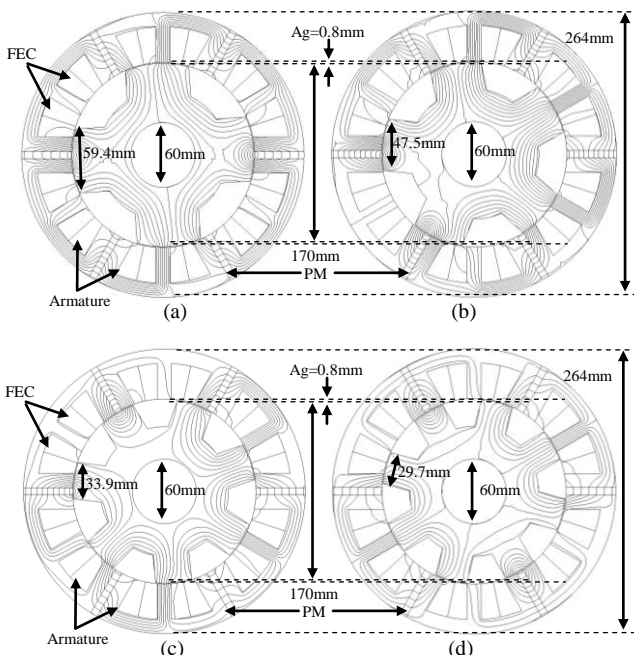 Ag=0.8mm
264mm
FEC
59.4mm
60mm
47.5mm
60mm
170mm
PM
Armature
(a)
(b)
Ag=0.8mm
264mm
FEC
33.9mm
60mm
29.7mm
60mm
170mm
PM
Armature
(c)
(d)